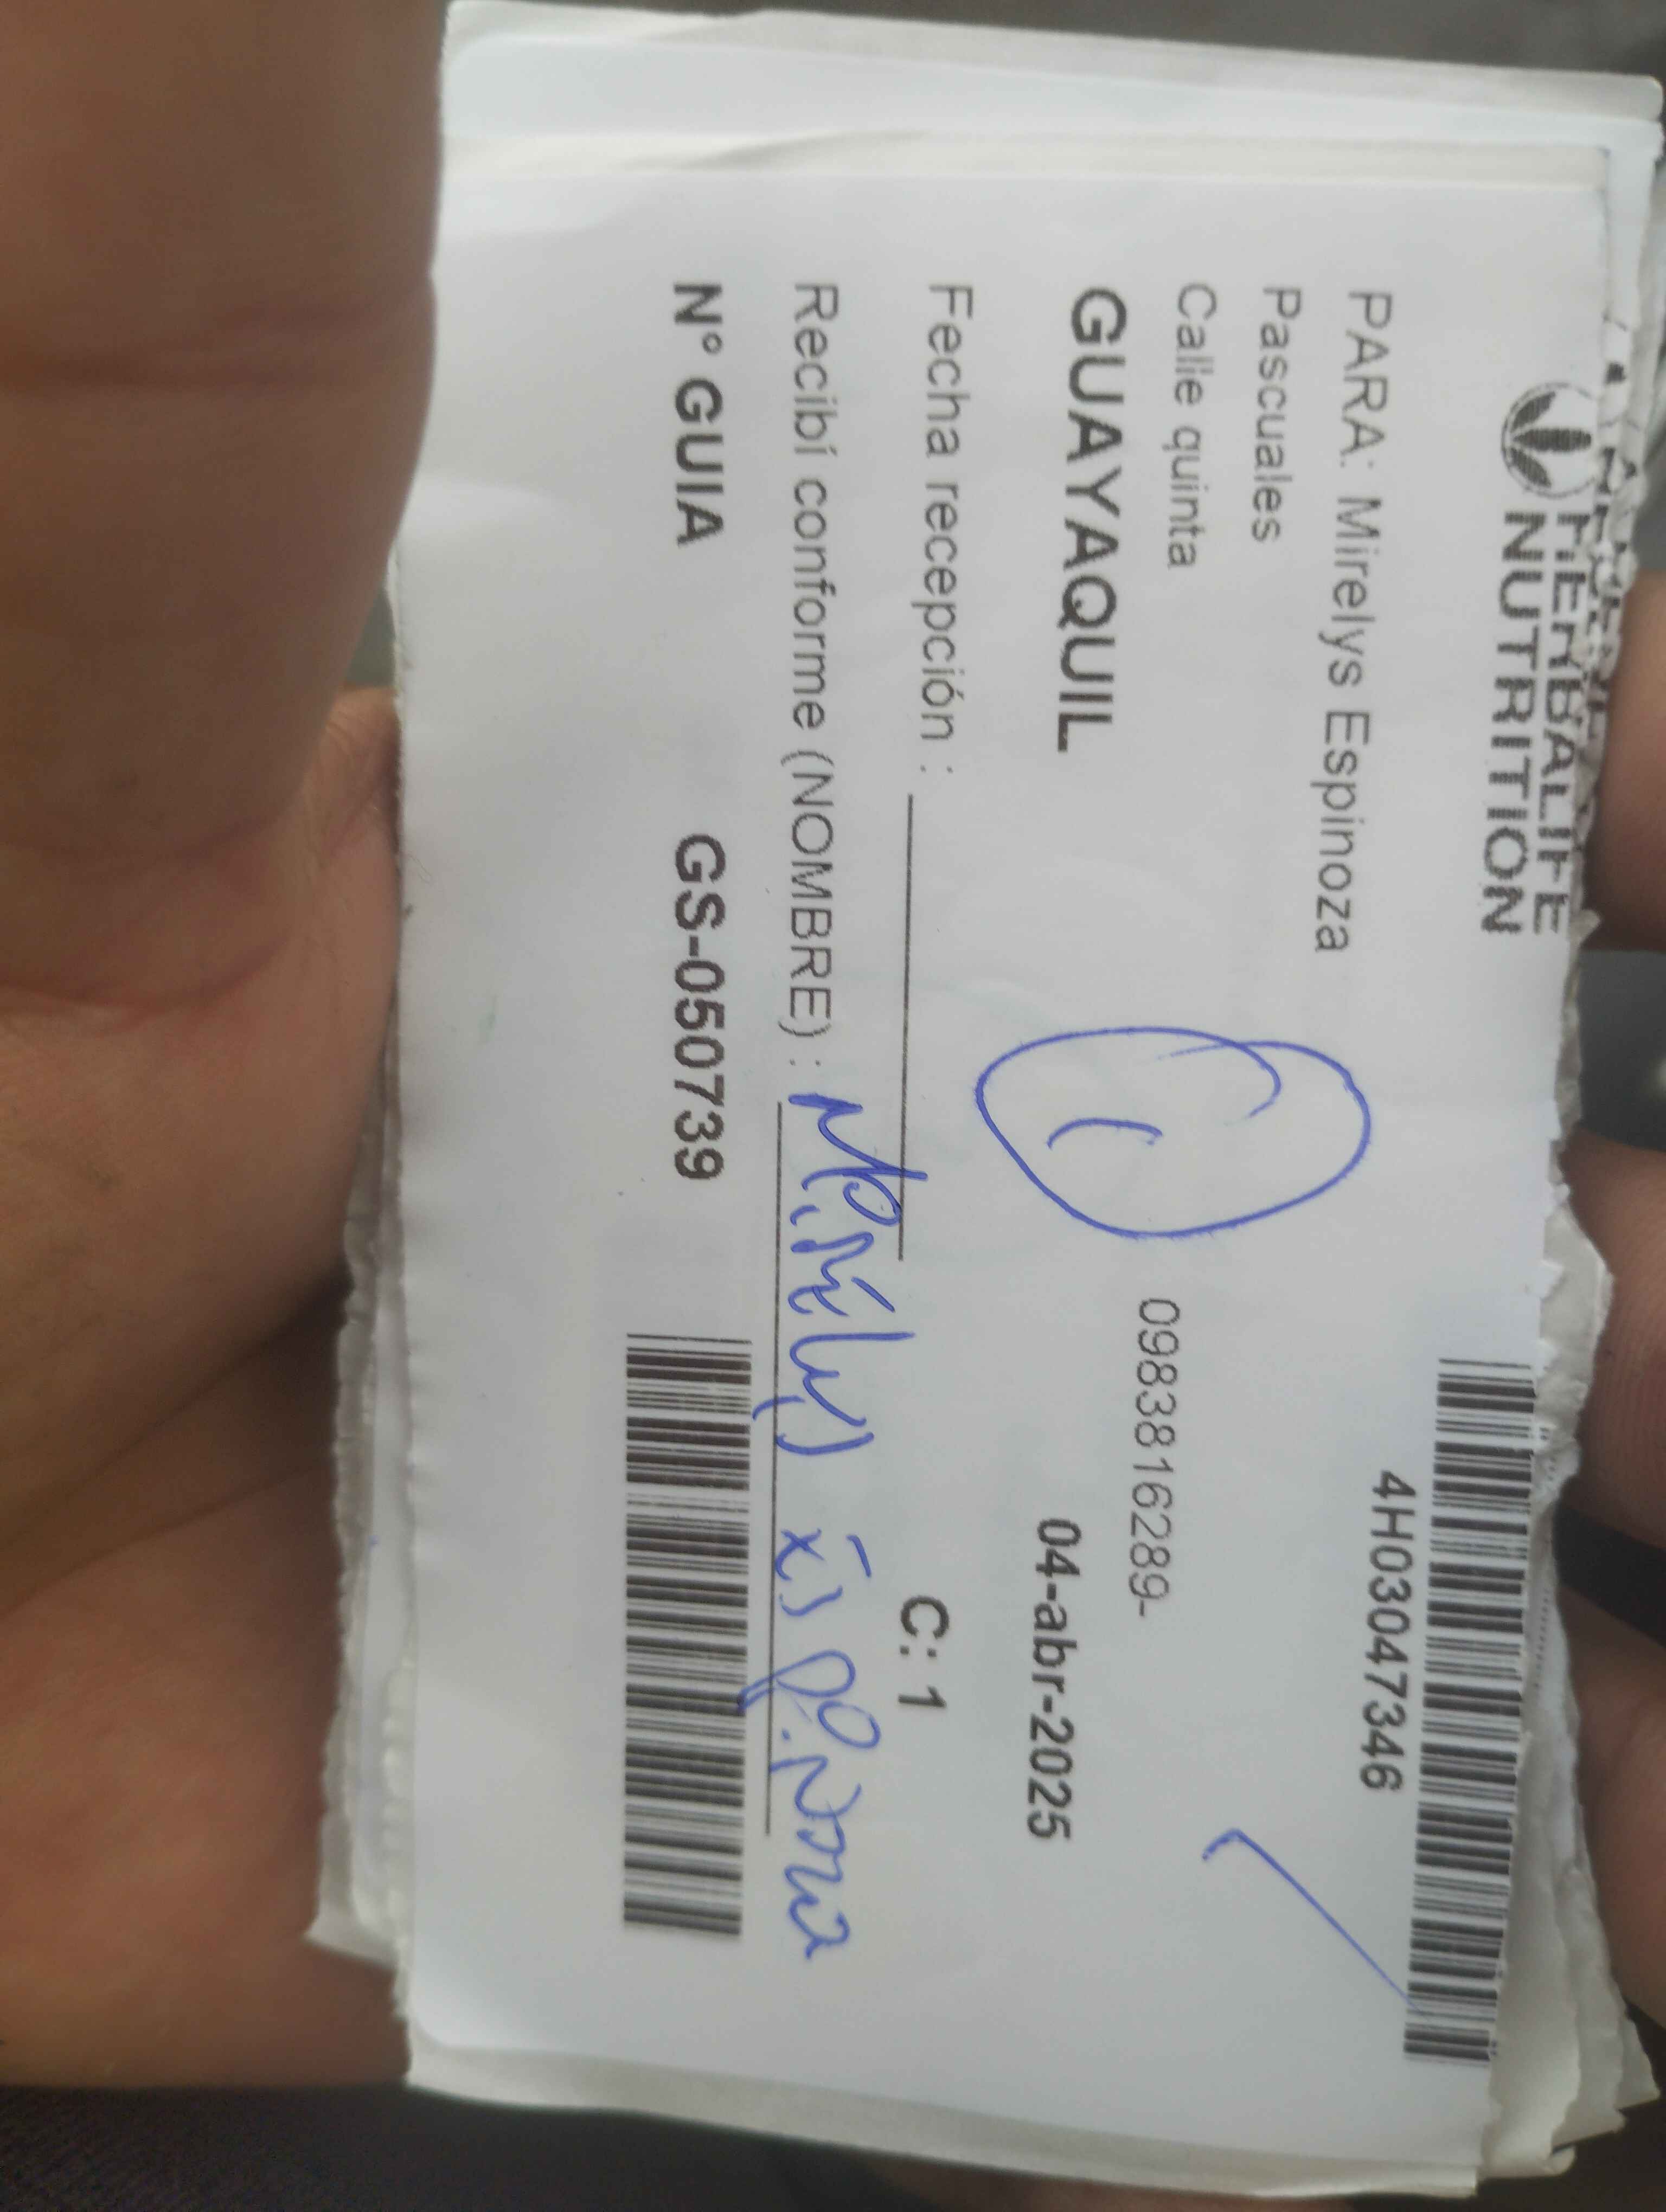 HERBALIFE
NUTRITION
4H03047346
PARA: Mirelys Espinoza
Pascuales
Calle quinta
0983816289-
GUAYAQUIL
04-abr-2025
Fecha recepción :
C: 1
Recibí conforme (NOMBRE) :
N° GUIA GS-050739